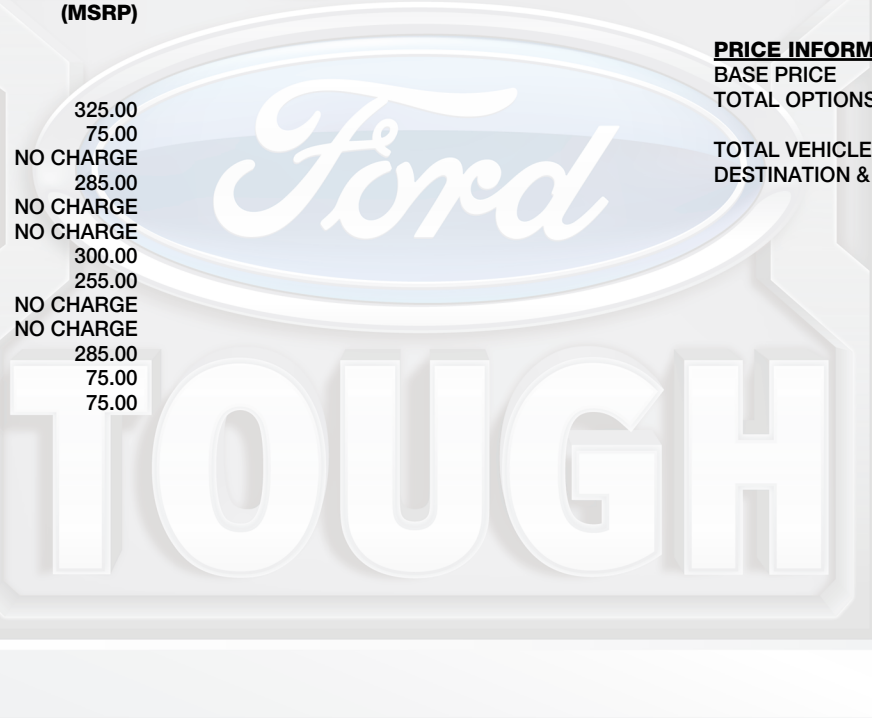 (MSRP)
325.00
75.00
NO CHARGE
285.00
NO CHARGE
NO CHARGE
300.00
255.00
NO CHARGE
NO CHARGE
285.00
75.00
75.00
PRICE INFORM
BASE PRICE
TOTAL OPTIONS
TOTAL VEHICLE
DESTINATION &
Ford
TOUGH